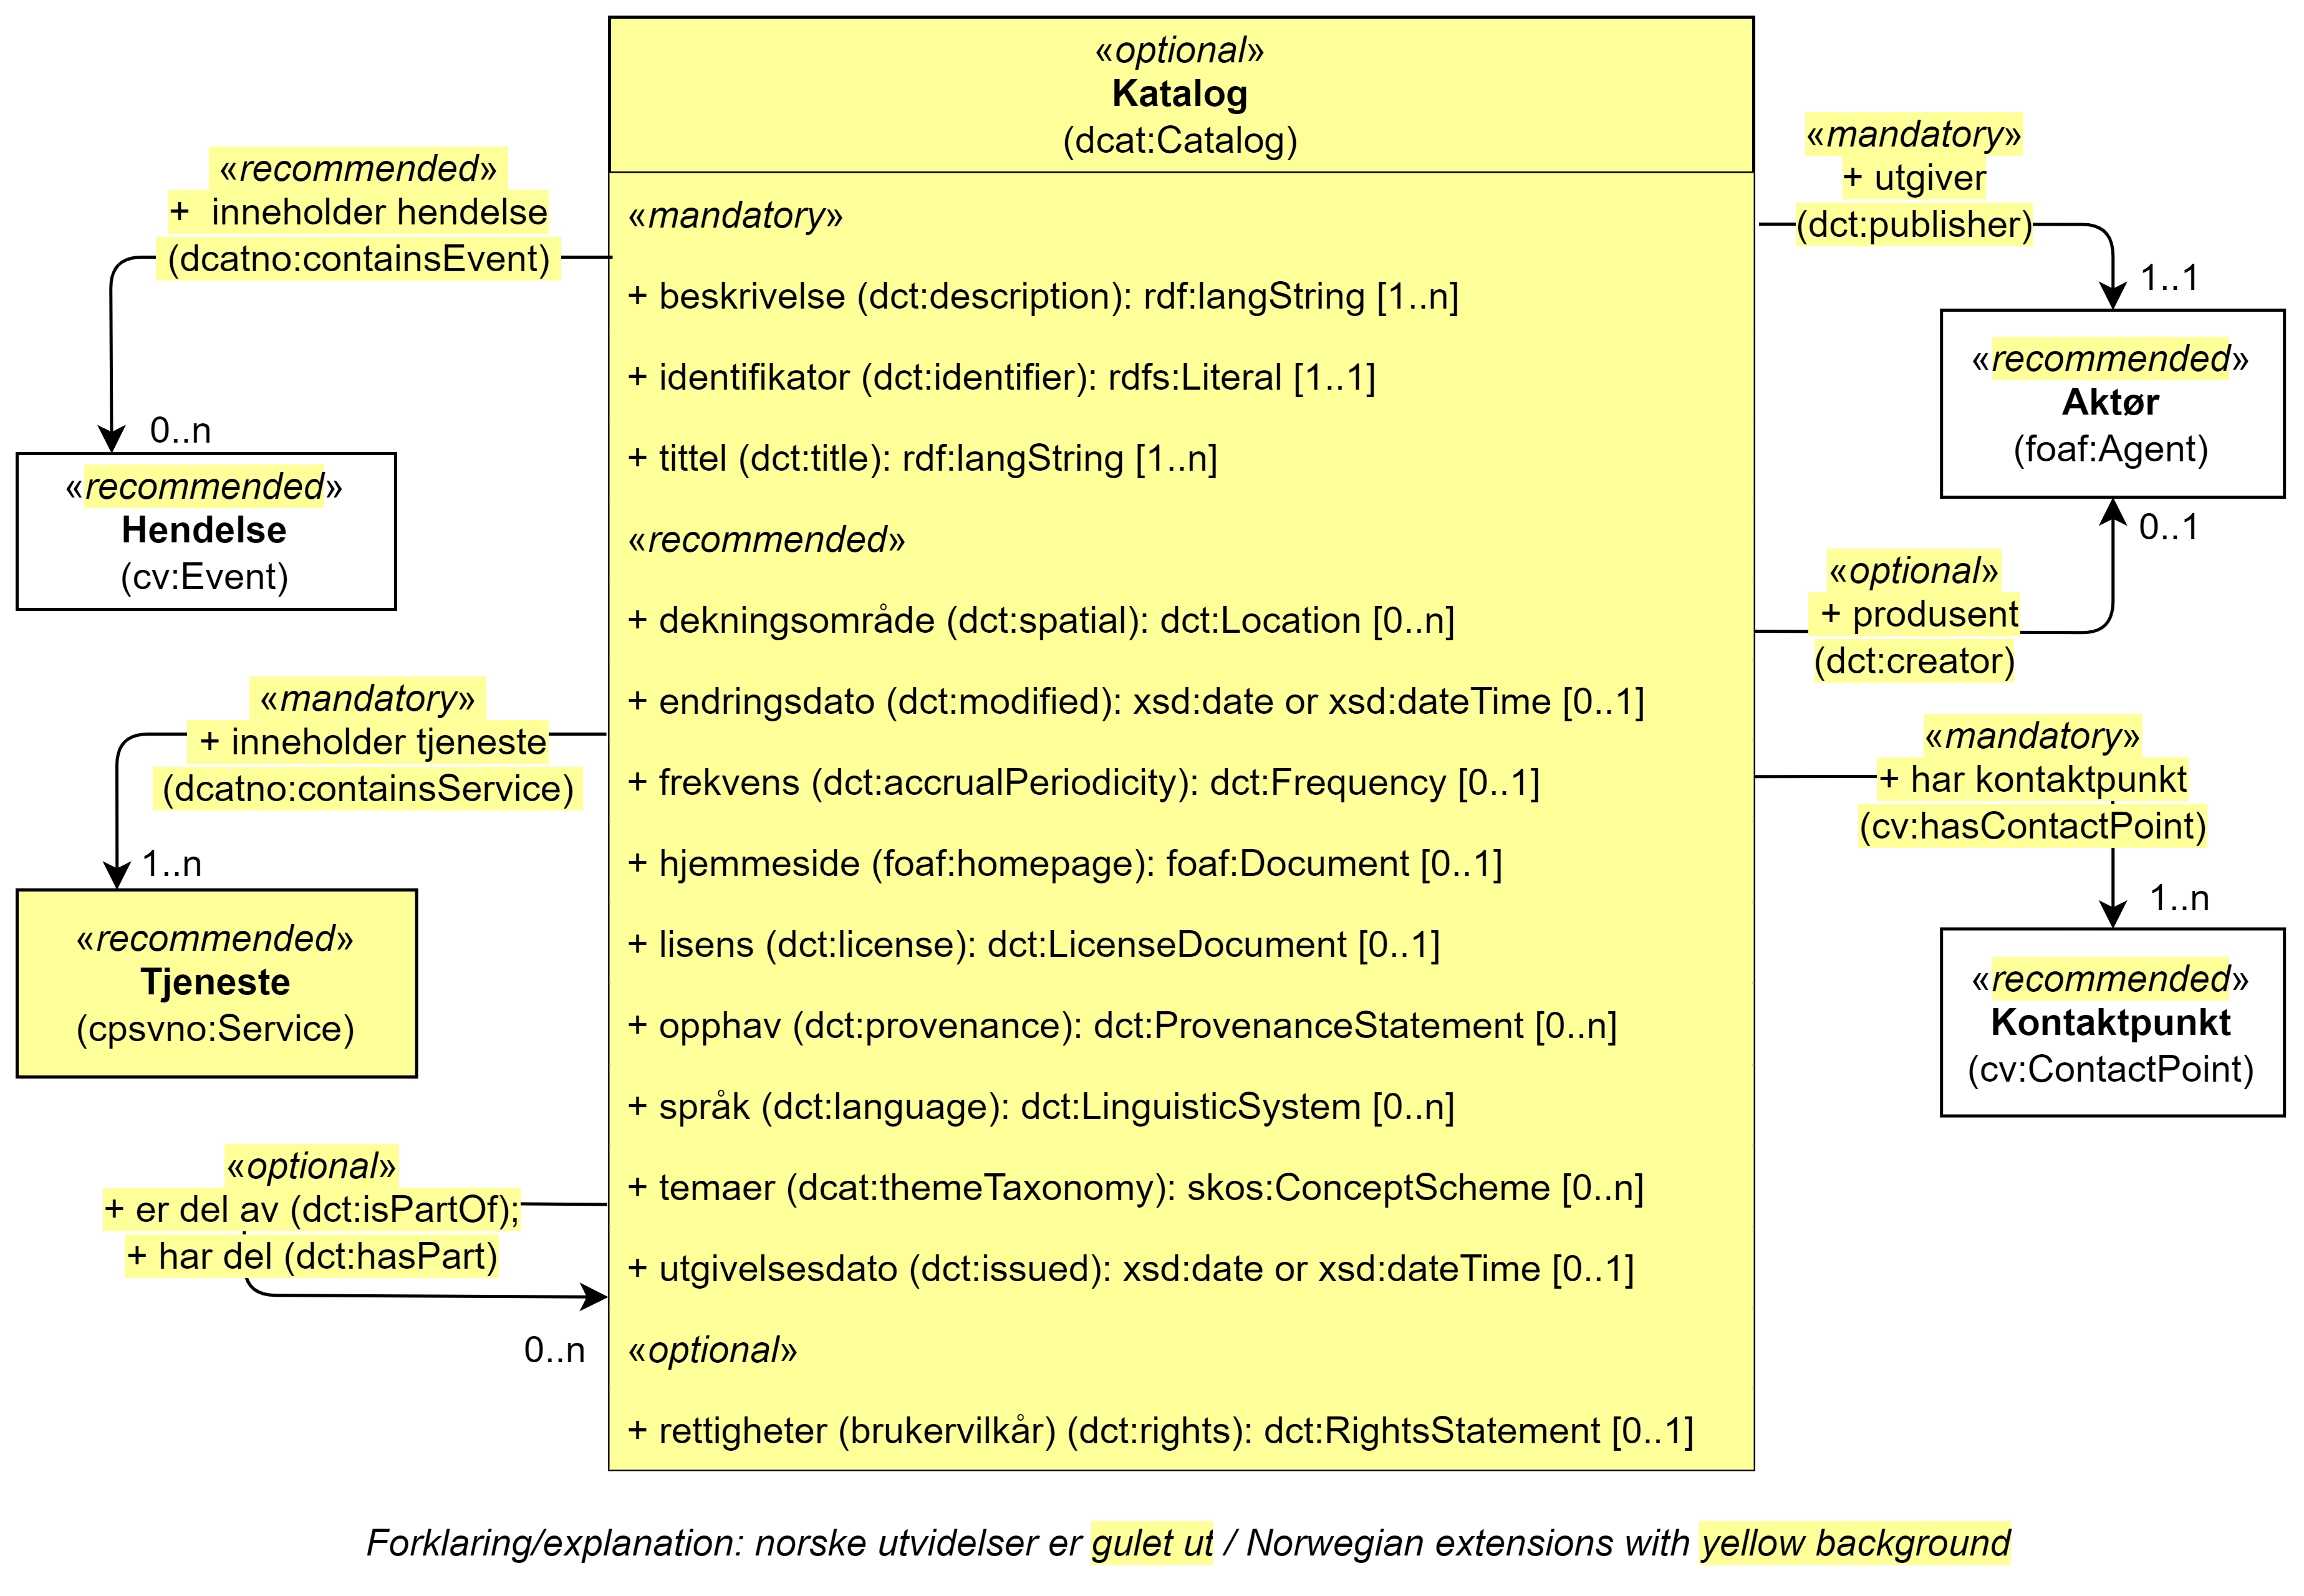 «optional»
Katalog
(dcat:Catalog)
«mandatory»
+ beskrivelse (dct:description): rdf:langString [1..n]
+ identifikator (dct:identifier): rdfs:Literal [1..1]
+ tittel (dct:title): rdf:langString [1..n]
«recommended»
+ dekningsområde (dct:spatial): dct:Location [0..n]
+ endringsdato (dct:modified): xsd:date or xsd:dateTime [0..1]
+ frekvens (dct:accrualPeriodicity): dct:Frequency [0..1]
+ hjemmeside (foaf:homepage): foaf:Document [0..1]
+ lisens (dct:license): dct:LicenseDocument [0..1]
+ opphav (dct:provenance): dct:ProvenanceStatement [0..n]
+ språk (dct:language): dct:LinguisticSystem [0..n]
+ temaer (dcat:themeTaxonomy): skos:ConceptScheme [0..n]
+ utgivelsesdato (dct:issued): xsd:date or xsd:dateTime [0..1]
«optional»
+ rettigheter (brukervilkår) (dct:rights): dct:RightsStatement [0..1]
«recommended»
+ inneholder hendelse
(dcatno:containsEvent)
0..n
«recommended»
Hendelse
(cv:Event)
«mandatory»
+ inneholder tjeneste
(dcatno:containsService)
1..n
«recommended»
Tjeneste
(cpsvno:Service)
«optional»
+ er del av (dct:isPartOf);
+ har del (dct:hasPart)
0..n
«mandatory»
+ utgiver
(dct:publisher)
1..1
«recommended»
Aktør
(foaf:Agent)
0..1
«optional»
+ produsent
(dct:creator)
«mandatory»
+ har kontaktpunkt
(cv:hasContactPoint)
1..n
«recommended»
Kontaktpunkt
(cv:ContactPoint)
Forklaring/explanation: norske utvidelser er gulet ut / Norwegian extensions with yellow background